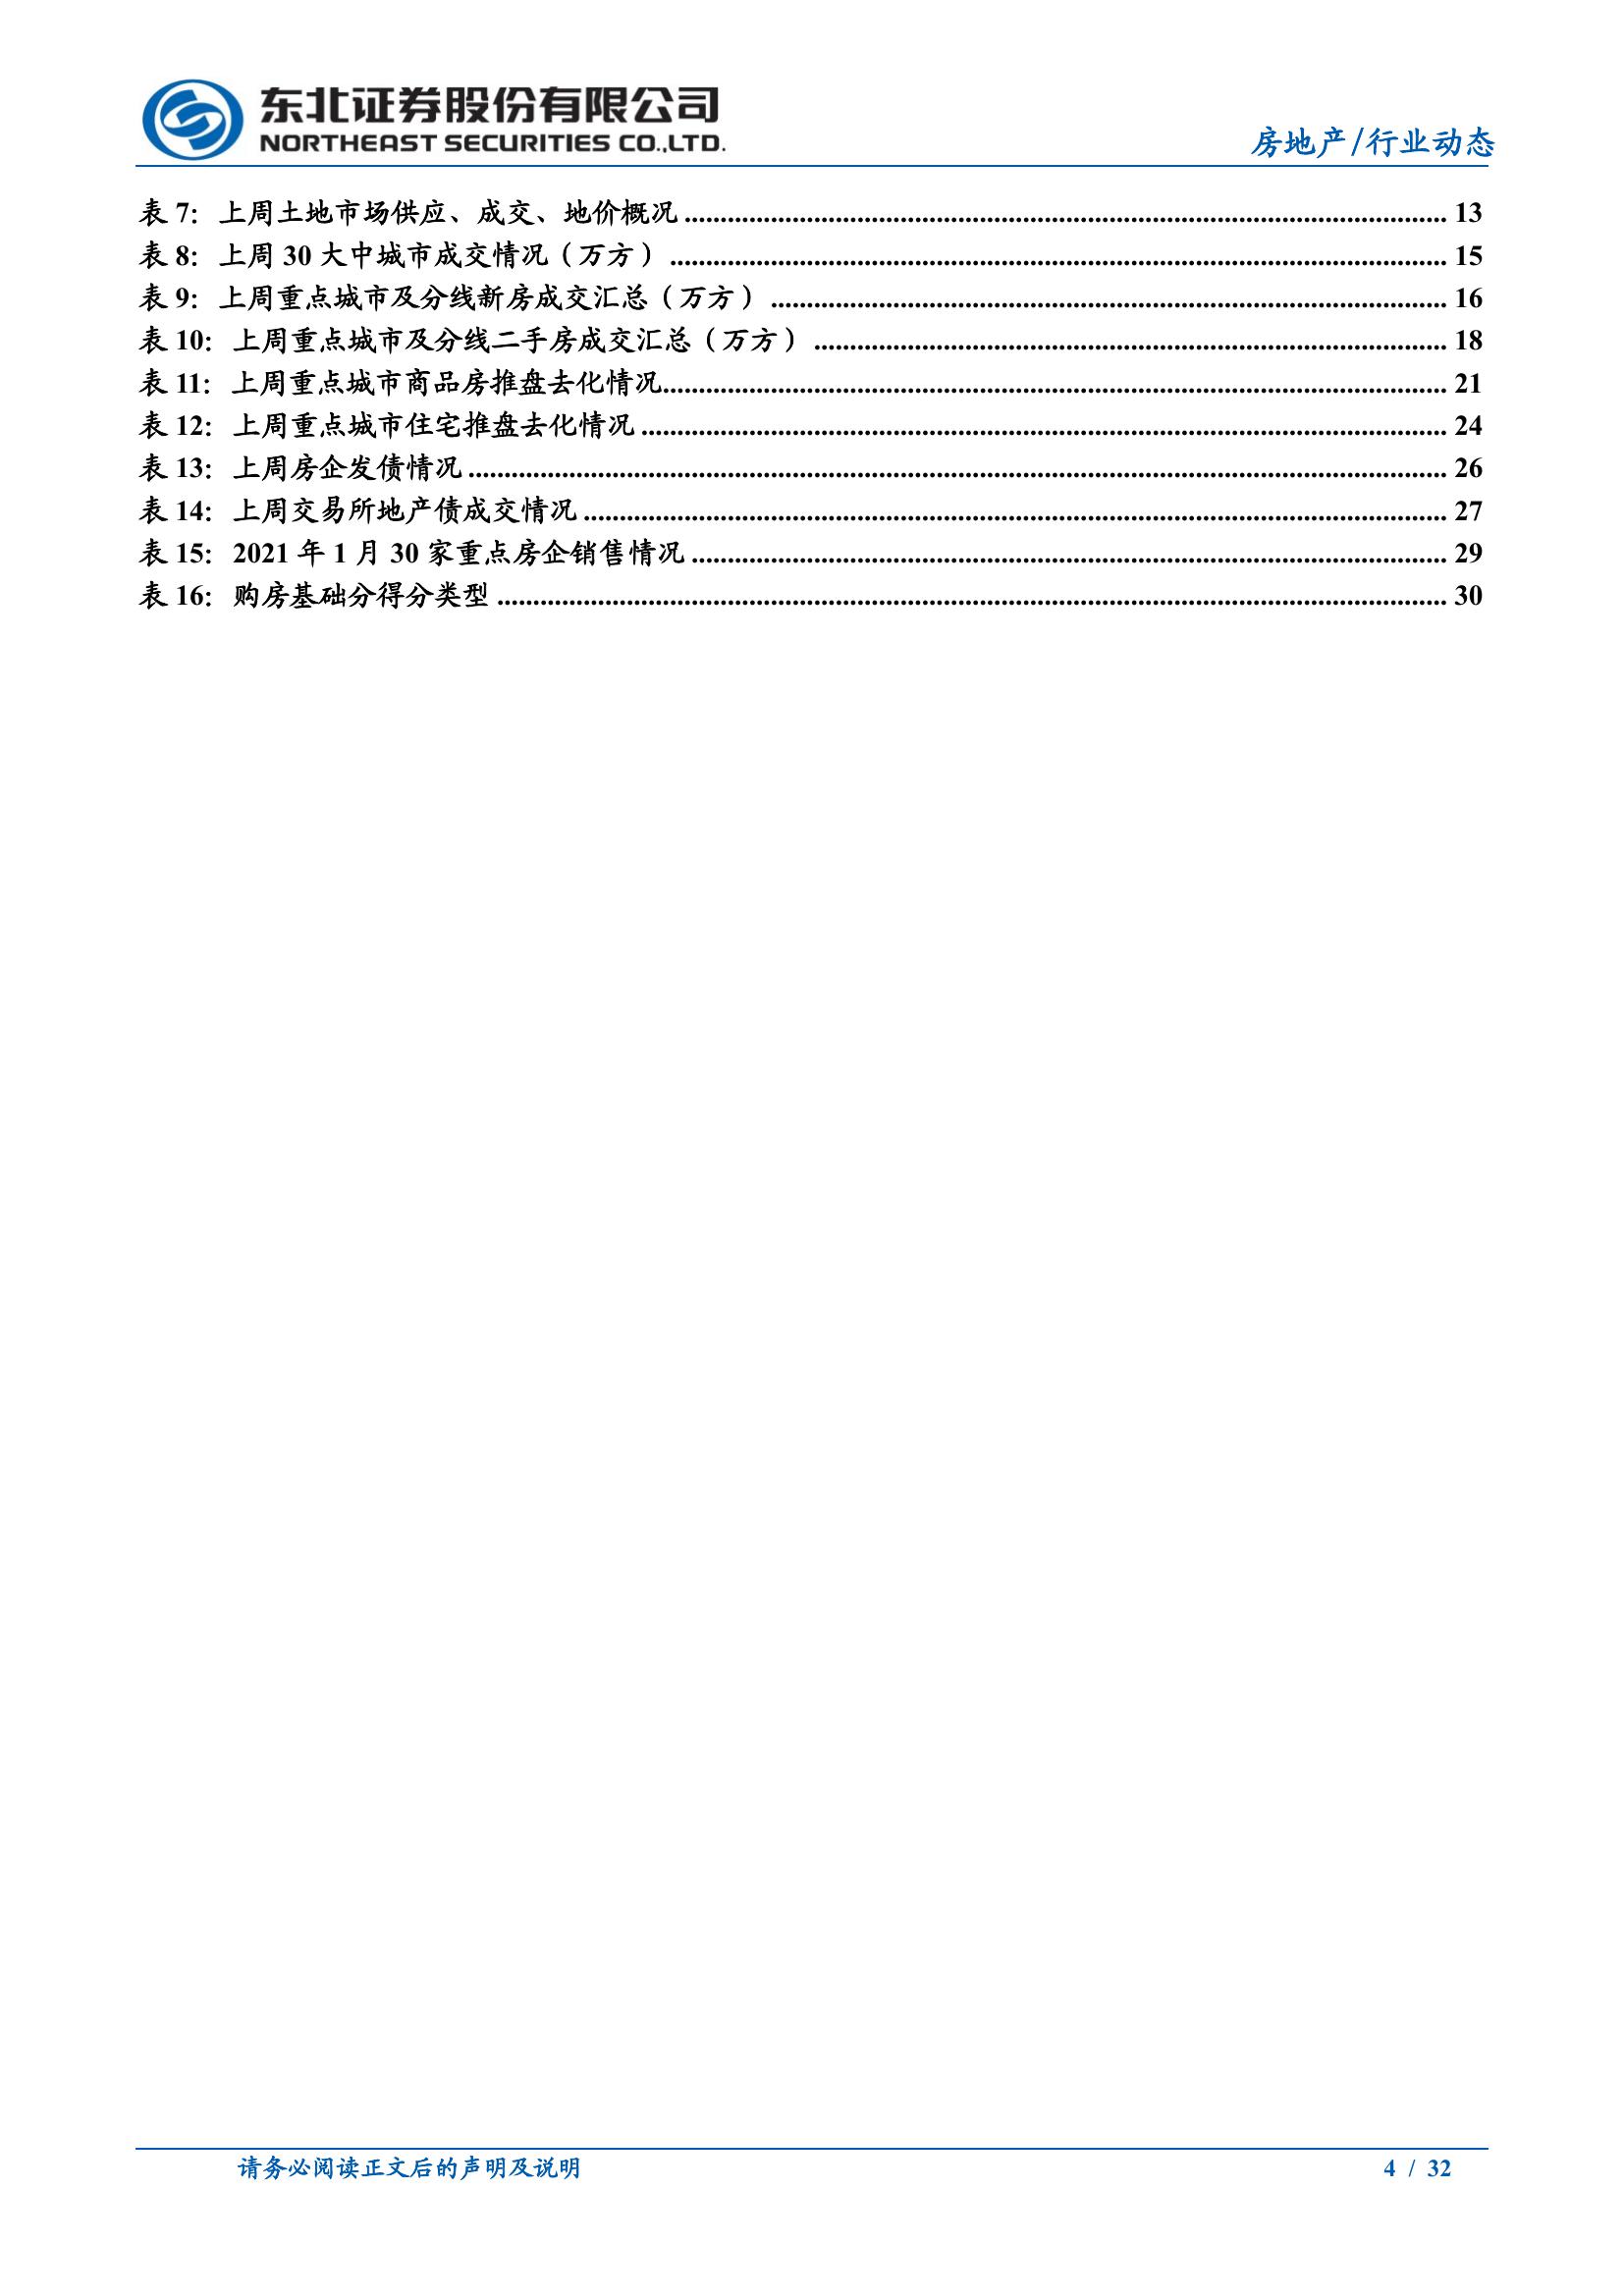 东北证券股份有限公司
NORTHEAST SECURITIES CO.,LTD.
房地产/行业动态
表 7: 上周土地市场供应、成交、地价概况 .......... 13
表 8: 上周 30 大中城市成交情况（万方） .......... 15
表 9: 上周重点城市及分线新房成交汇总（万方） .......... 16
表 10: 上周重点城市及分线二手房成交汇总（万方） .......... 18
表 11: 上周重点城市商品房推盘去化情况 .......... 21
表 12: 上周重点城市住宅推盘去化情况 .......... 24
表 13: 上周房企发债情况 .......... 26
表 14: 上周交易所地产债成交情况 .......... 27
表 15: 2021 年 1 月 30 家重点房企销售情况 .......... 29
表 16: 购房基础分得分类型 .......... 30
请务必阅读正文后的声明及说明
4 / 32